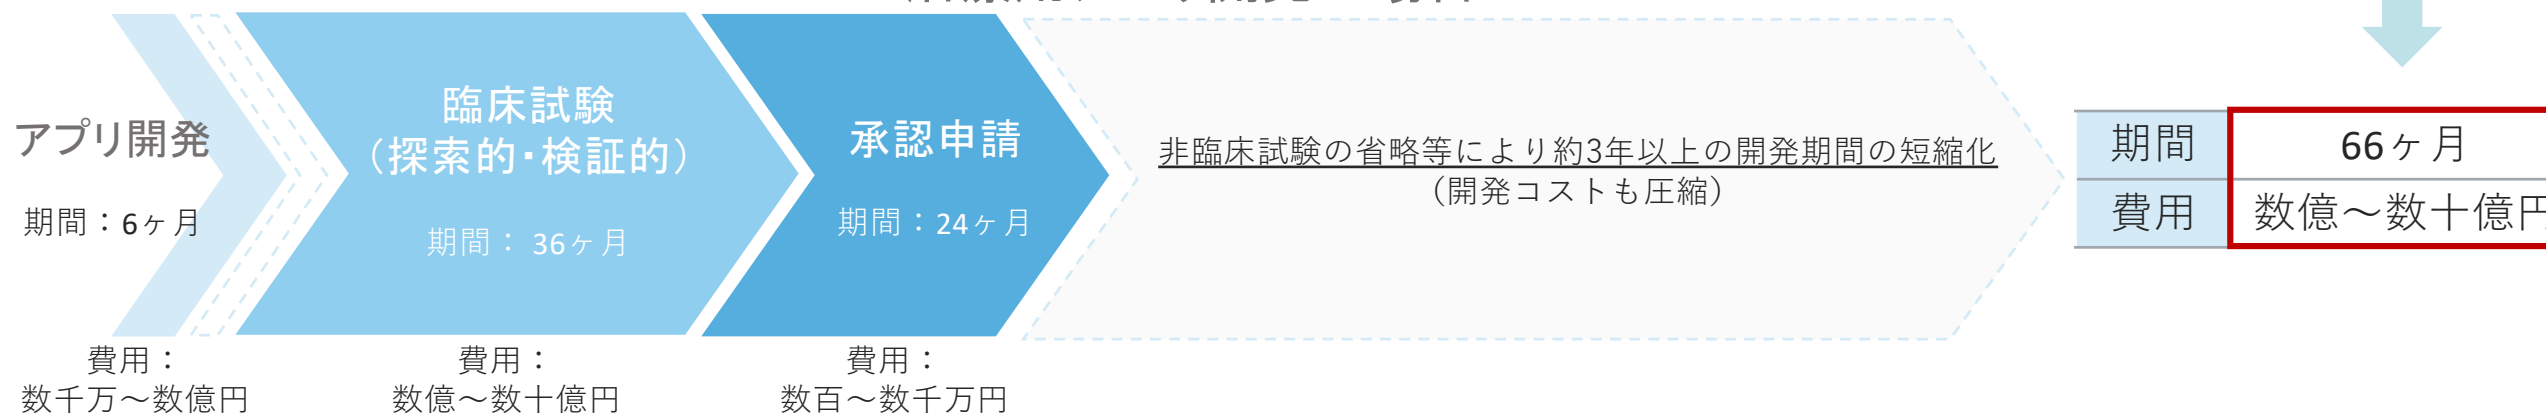 アプリ開発
期間：6ヶ月
費用：
数千万～数億円
臨床試験
（探索的・検証的）
期間： 36ヶ月
費用：
数億～数十億円
承認申請
期間：24ヶ月
費用：
数百～数千万円
非臨床試験の省略等により約3年以上の開発期間の短縮化
（開発コストも圧縮）
期間 66ヶ月
費用 数億～数十億円